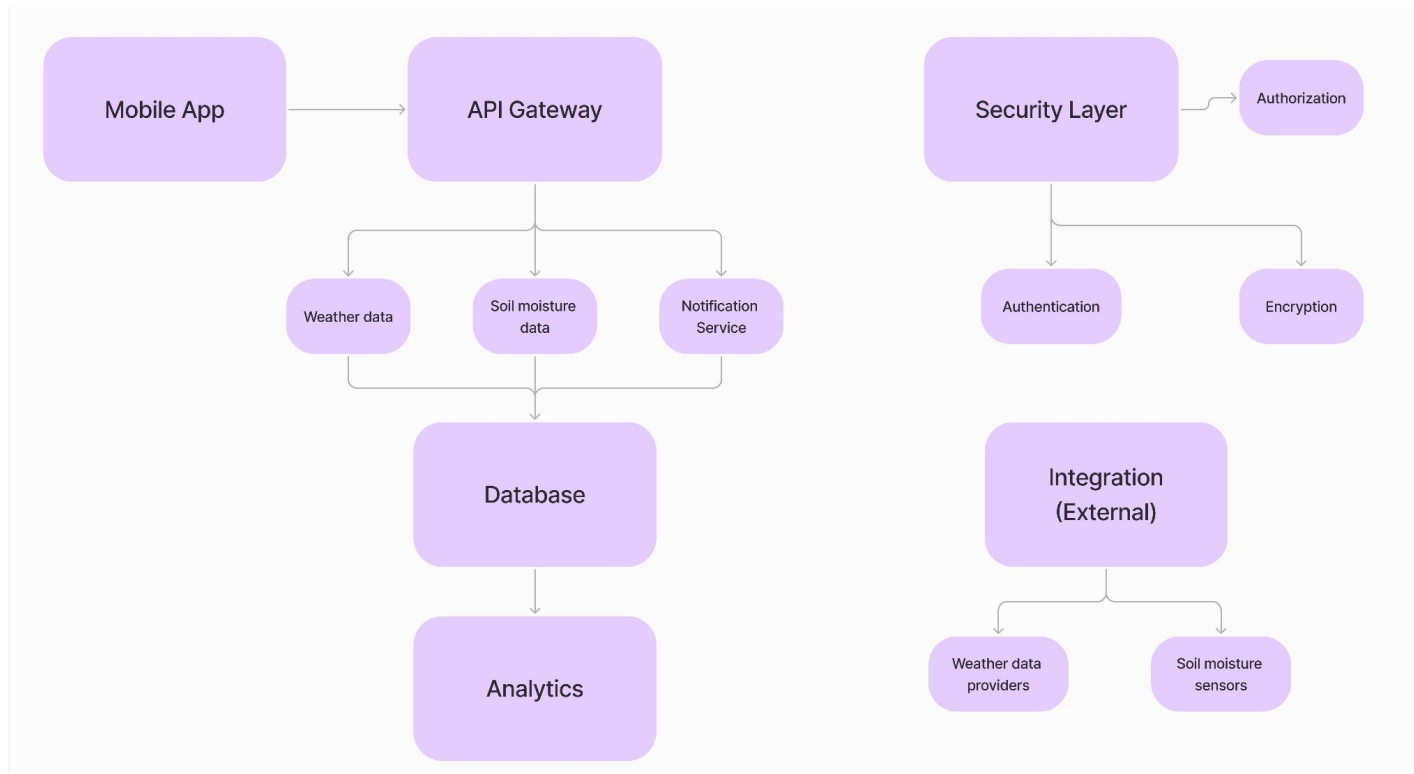 Mobile App
API Gateway
Security Layer
Authorization
Weather data
Soil moisture
data
Notification
Service
Authentication
Encryption
Database
Integration
(External)
Analytics
Weather data
providers
Soil moisture
sensors